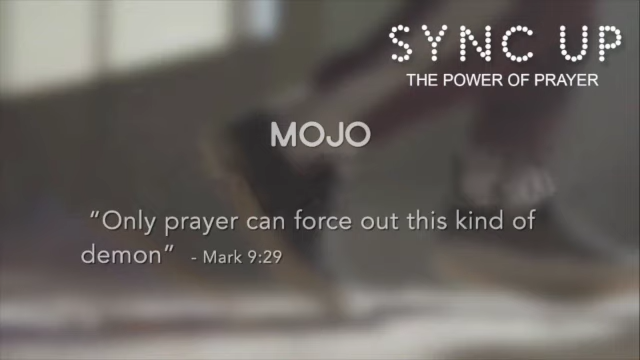 SYNC UP
THE POWER OF PRAYER
MOJO
“Only prayer can force out this kind of
demon” - Mark 9:29